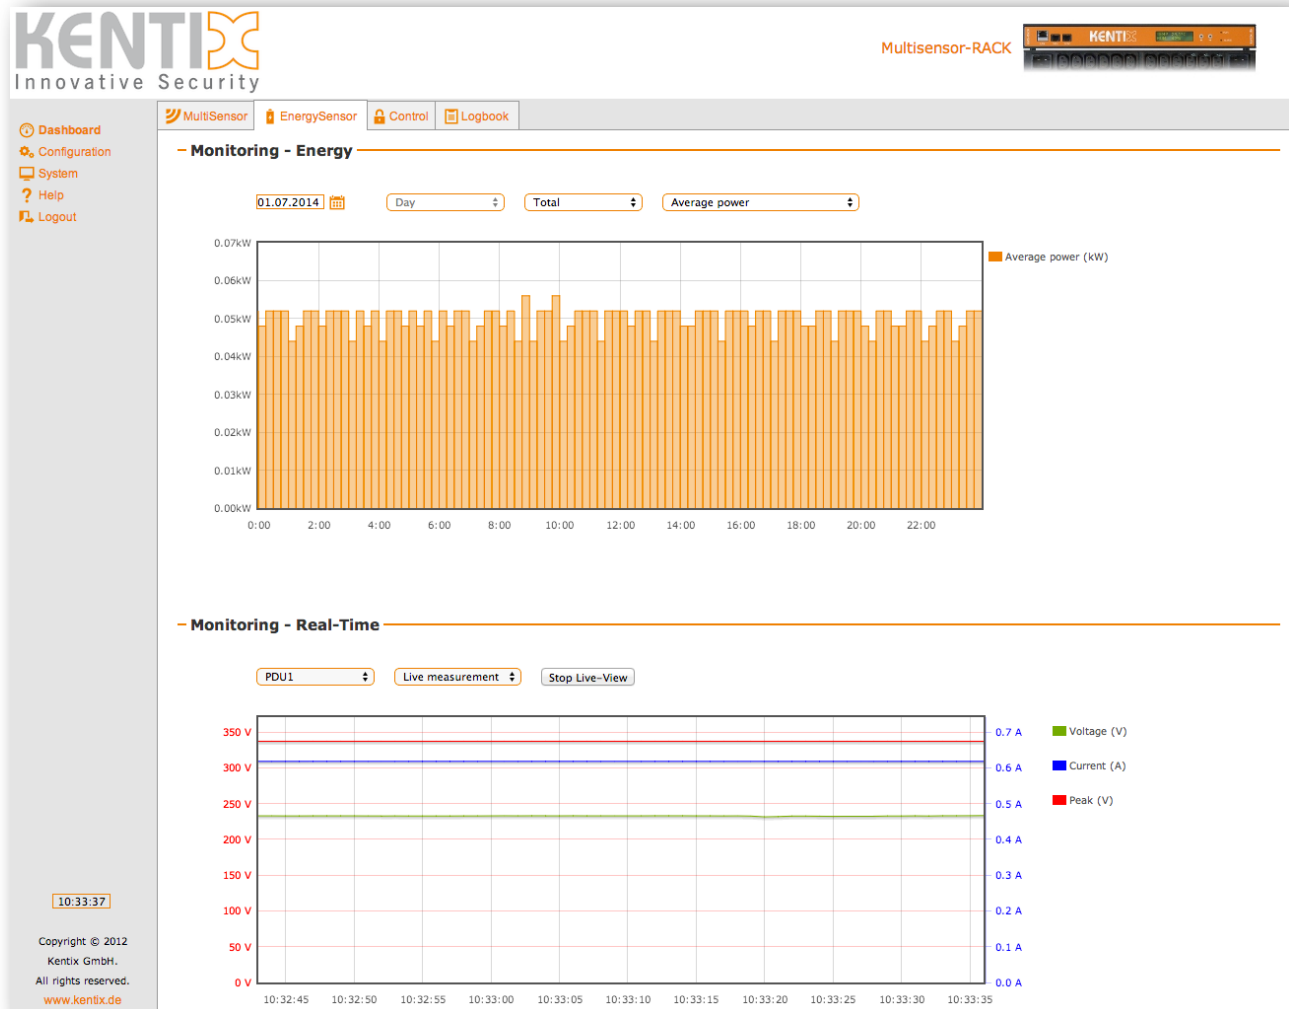 KENTIX
Innovative Security
Multisensor-RACK
KENTIX
MultiSensor
EnergySensor
Control
Logbook
Dashboard
Configuration
System
Help
Logout
Monitoring - Energy
01.07.2014
Day
Total
Average power
0.07kW
0.06kW
0.05kW
0.04kW
0.03kW
0.02kW
0.01kW
0.00kW
0:00 2:00 4:00 6:00 8:00 10:00 12:00 14:00 16:00 18:00 20:00 22:00
Average power (kW)
Monitoring - Real-Time
PDU1
Live measurement
Stop Live-View
350 V
300 V
250 V
200 V
150 V
100 V
50 V
0 V
0.7 A
0.6 A
0.5 A
0.4 A
0.3 A
0.2 A
0.1 A
0.0 A
10:32:45 10:32:50 10:32:55 10:33:00 10:33:05 10:33:10 10:33:15 10:33:20 10:33:25 10:33:30 10:33:35
Voltage (V)
Current (A)
Peak (V)
10:33:37
Copyright © 2012
Kentix GmbH.
All rights reserved.
www.kentix.de